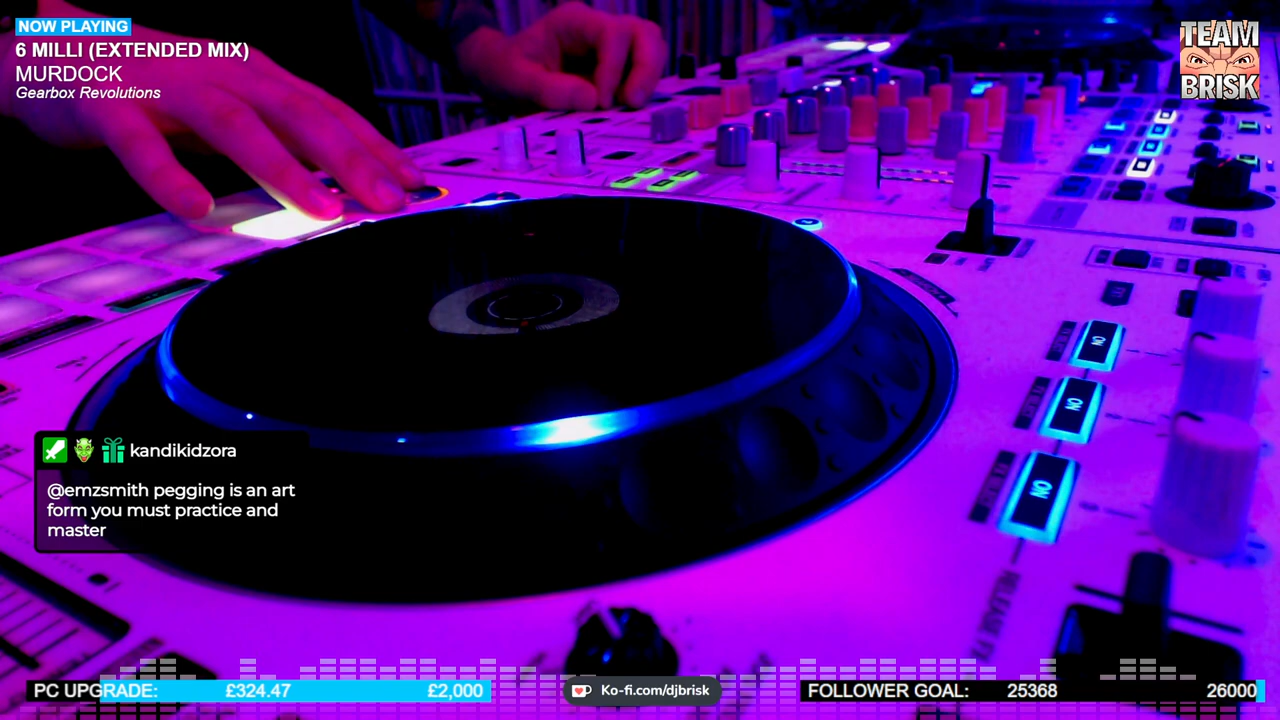 NOW PLAYING
6 MILLI (EXTENDED MIX)
MURDOCK
Gearbox Revolutions
TEAM
BRISK
ON
ON
ON
kandikidzora
@emzsmith pegging is an art
form you must practice and
master
RELEASE FX
PC UPGRADE: £324.47 £2,000
Ko-fi.com/djbrisk
FOLLOWER GOAL: 25368 26000